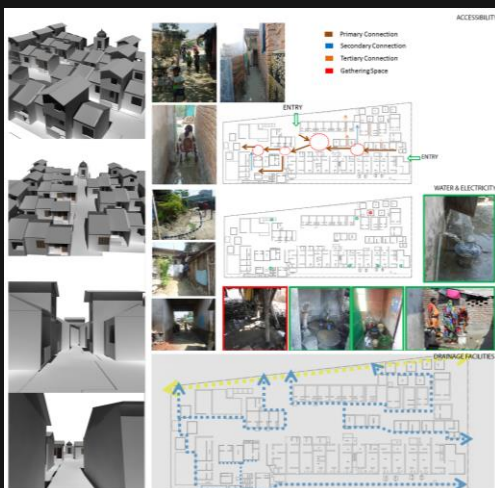 ACCESSIBILITY
Primary Connection
Secondary Connection
Tertiary Connection
Gathering Space
ENTRY
ENTRY
WATER & ELECTRICITY
DRAINAGE FACILITIES